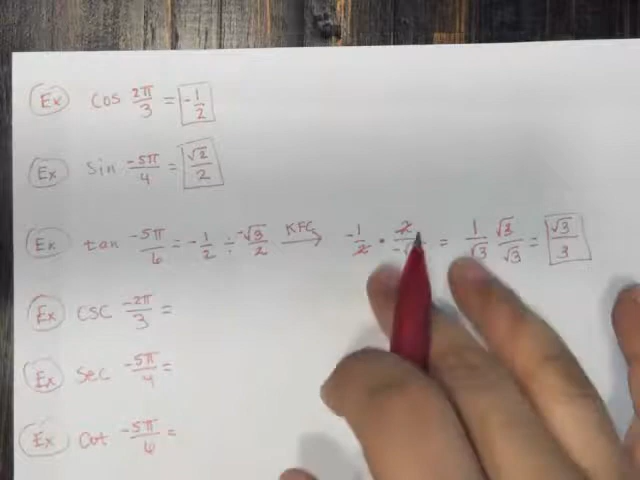 Ex cos 2π/3 = -1/2
Ex sin -5π/4 = √2/2
Ex tan -5π/6 = -1/2 ÷ -√3/2 KFC → -1/2 · 2/-√ = 1/√3 √3/√3 = √3/3
Ex csc -2π/3 =
Ex sec -5π/4 =
Ex cot -5π/6 =